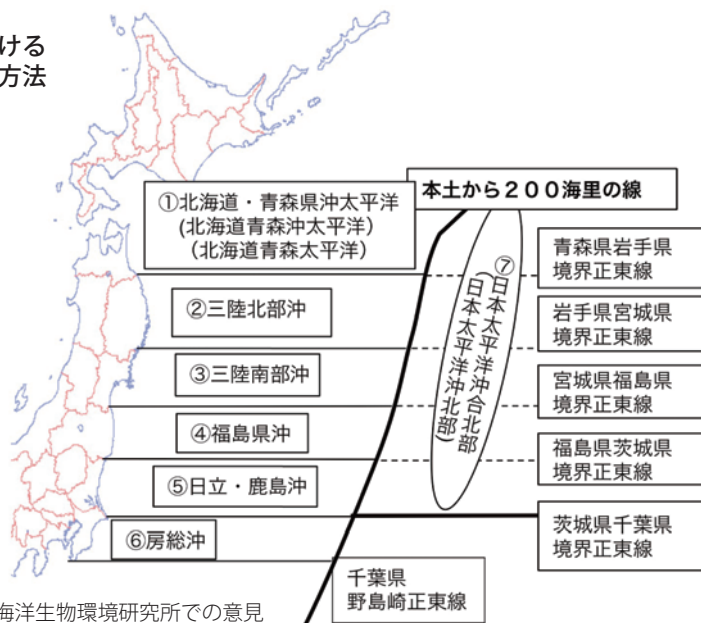 ける
方法
①北海道・青森県沖太平洋
(北海道青森沖太平洋)
(北海道青森太平洋)
本土から２００海里の線
②三陸北部沖
③三陸南部沖
④福島県沖
⑤日立・鹿島沖
⑥房総沖
⑦日本太平洋沖合北部
(日本太平洋沖北部)
青森県岩手県
境界正東線
岩手県宮城県
境界正東線
宮城県福島県
境界正東線
福島県茨城県
境界正東線
茨城県千葉県
境界正東線
千葉県
野島崎正東線
海洋生物環境研究所での意見